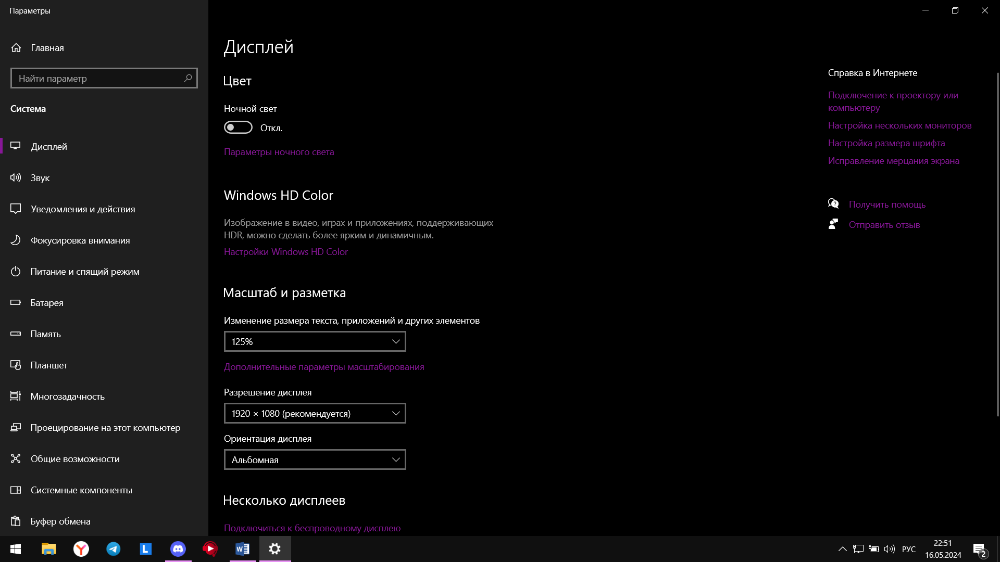 Параметры
Главная
Найти параметр
Система
Дисплей
Звук
Уведомления и действия
Фокусировка внимания
Питание и спящий режим
Батарея
Память
Планшет
Многозадачность
Проецирование на этот компьютер
Общие возможности
Системные компоненты
Буфер обмена
Дисплей
Цвет
Ночной свет
Откл.
Параметры ночного света
Windows HD Color
Изображение в видео, играх и приложениях, поддерживающих
HDR, можно сделать более ярким и динамичным.
Настройки Windows HD Color
Масштаб и разметка
Изменение размера текста, приложений и других элементов
125%
Дополнительные параметры масштабирования
Разрешение дисплея
1920 × 1080 (рекомендуется)
Ориентация дисплея
Альбомная
Несколько дисплеев
Подключиться к беспроводному дисплею
Справка в Интернете
Подключение к проектору или
компьютеру
Настройка нескольких мониторов
Настройка размера шрифта
Исправление мерцания экрана
Получить помощь
Отправить отзыв
Y
L
W
РУС
22:51
16.05.2024
2